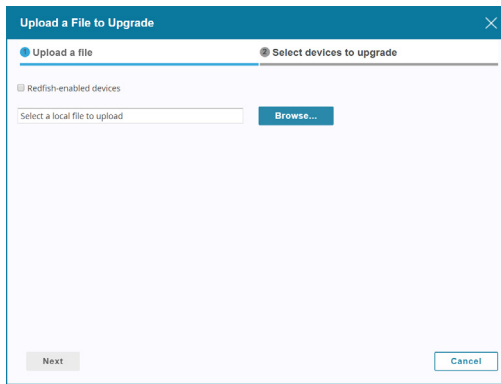 Upload a File to Upgrade
1 Upload a file
2 Select devices to upgrade
Redfish-enabled devices
Select a local file to upload
Browse...
Next
Cancel